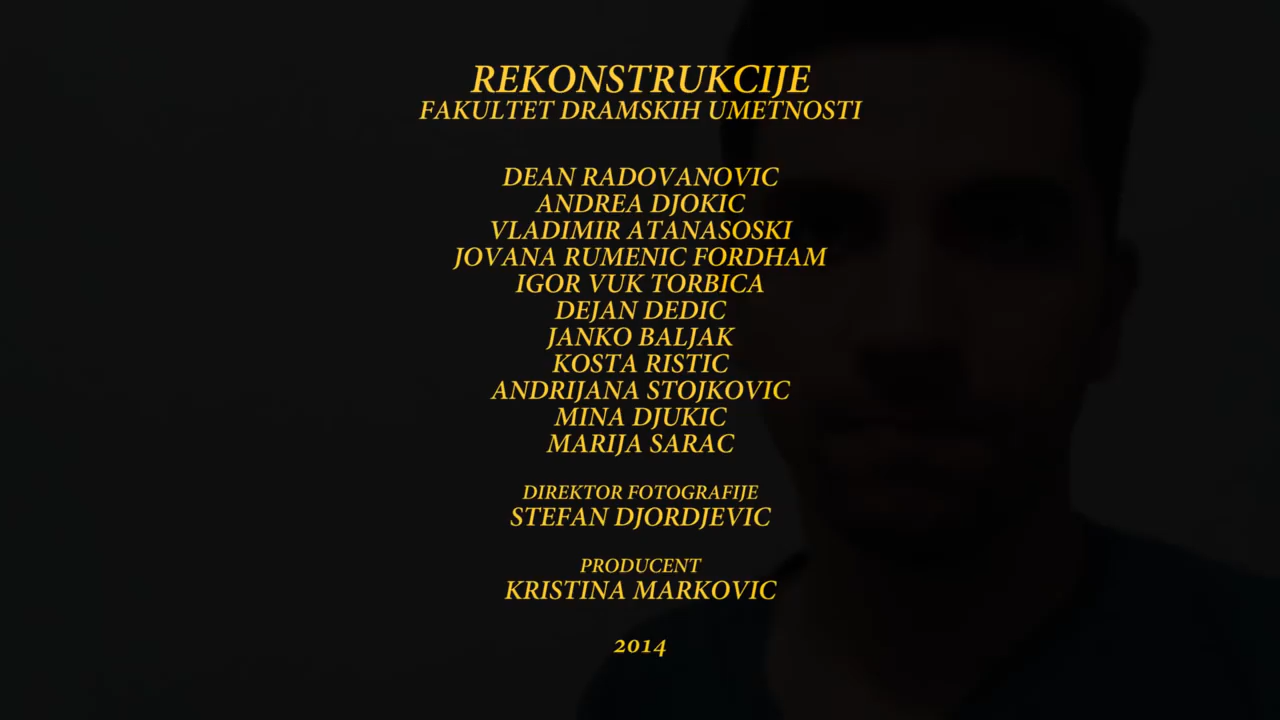 REKONSTRUKCIJE
FAKULTET DRAMSKIH UMETNOSTI
DEAN RADOVANOVIC
ANDREA DJOKIC
VLADIMIR ATANASOSKI
JOVANA RUMENIC FORDHAM
IGOR VUK TORBICA
DEJAN DEDIC
JANKO BALJAK
KOSTA RISTIC
ANDRIJANA STOJKOVIC
MINA DJUKIC
MARIJA SARAC
DIREKTOR FOTOGRAFIJE
STEFAN DJORDJEVIC
PRODUCENT
KRISTINA MARKOVIC
2014